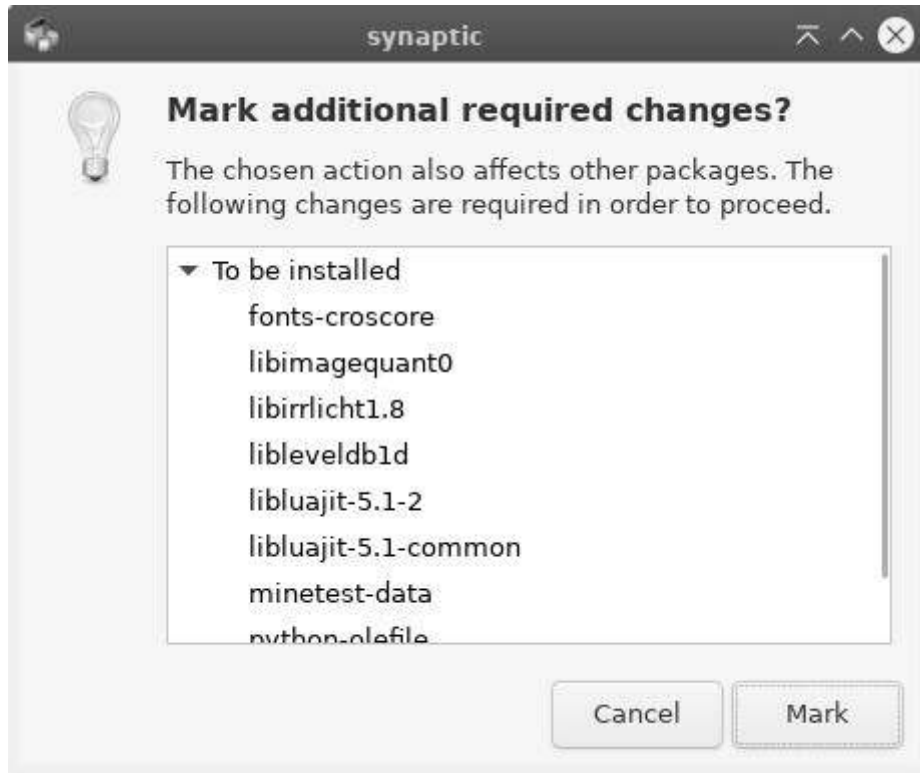 synaptic
Mark additional required changes?
The chosen action also affects other packages. The
following changes are required in order to proceed.
To be installed
fonts-croscore
libimagequant0
libirrlicht1.8
libleveldb1d
libluajit-5.1-2
libluajit-5.1-common
minetest-data
python-olefile
Cancel
Mark